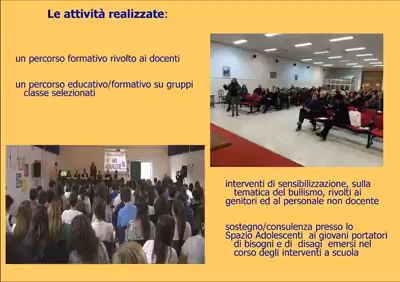 Le attività realizzate:
un percorso formativo rivolto ai docenti
un percorso educativo/formativo su gruppi
classe selezionati
interventi di sensibilizzazione, sulla
tematica del bullismo, rivolti ai
genitori ed al personale non docente
sostegno/consulenza presso lo
Spazio Adolescenti ai giovani portatori
di bisogni e di disagi emersi nel
corso degli interventi a scuola